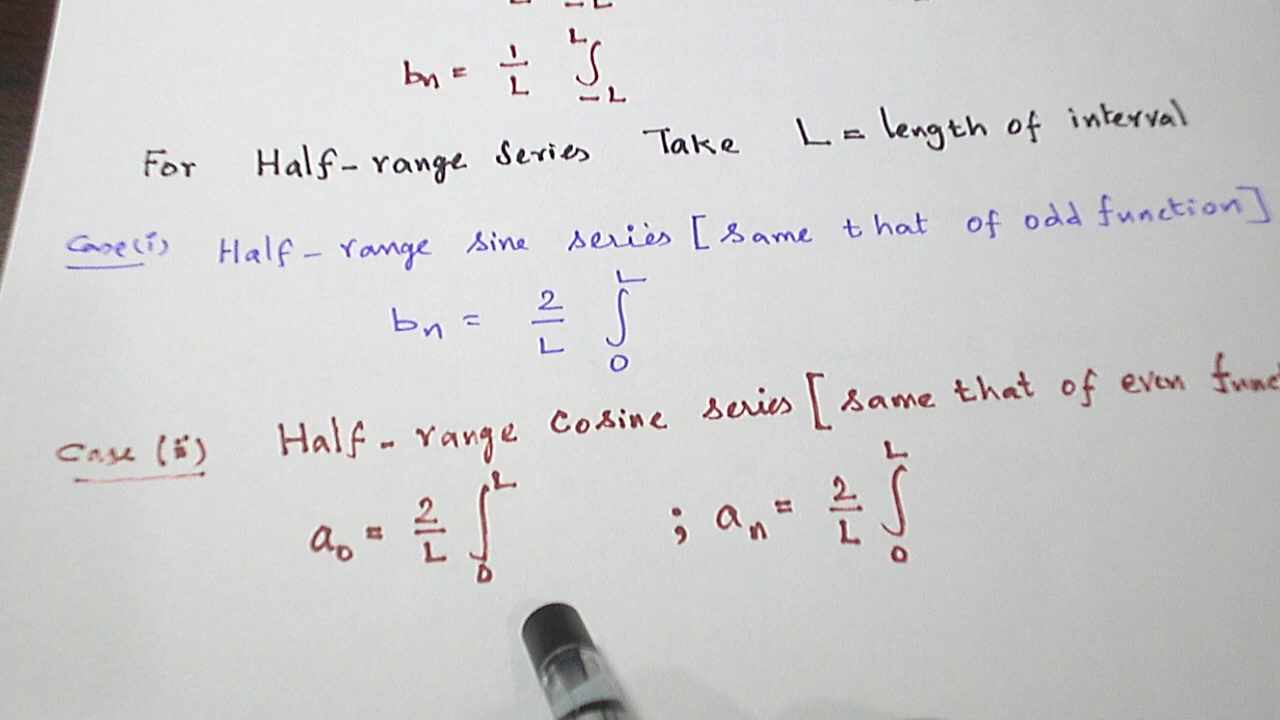 -L
bn = 1/L ∫_{-L}^{L}
For Half-range Series Take L = length of interval
Case(i) Half-range sine series [same that of odd function]
bn = 2/L ∫_{0}^{L}
Case (ii) Half-range Cosine series [same that of even func
a0 = 2/L ∫_{0}^{L} ; an = 2/L ∫_{0}^{L}